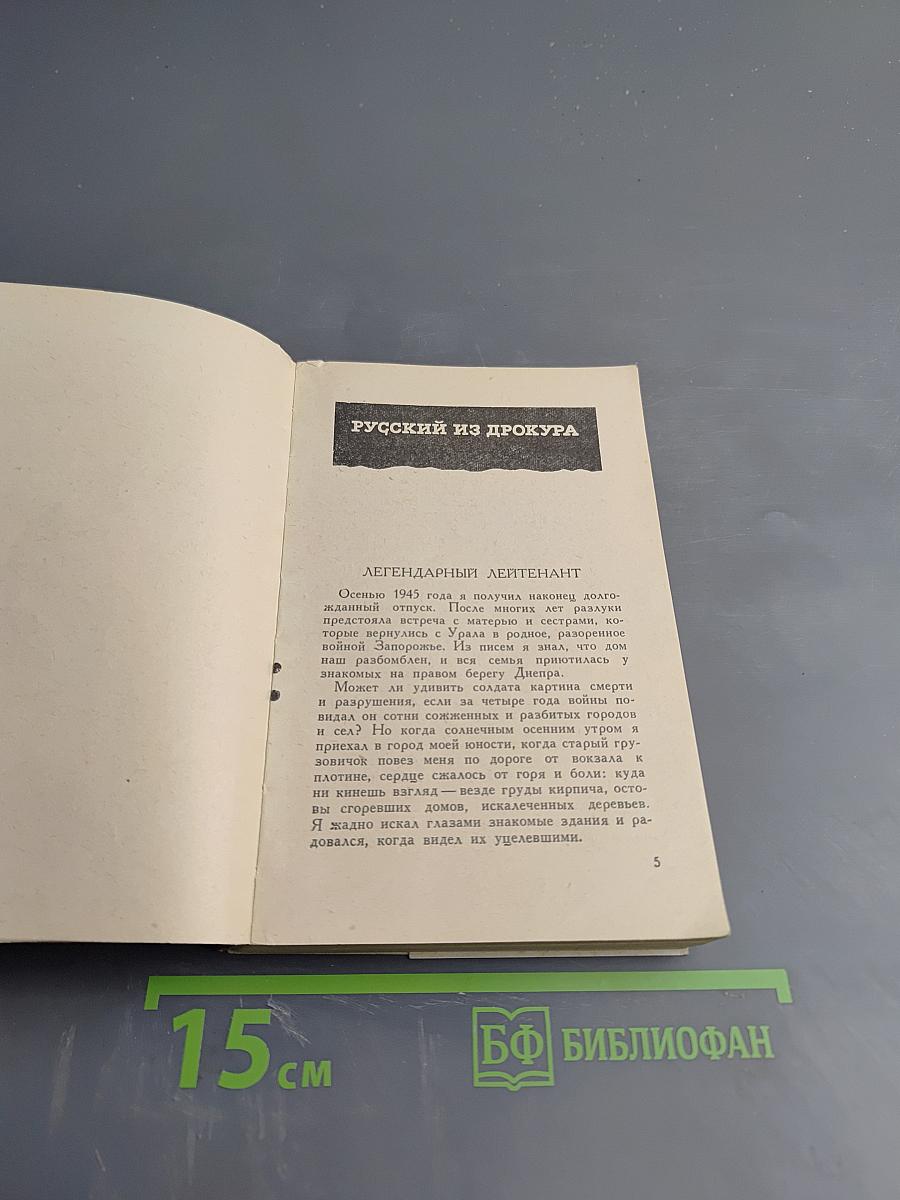 РУССКИЙ ИЗ ДРОКУРА
ЛЕГЕНДАРНЫЙ ЛЕЙТЕНАНТ
Осенью 1945 года я получил наконец долго-
жданный отпуск. После многих лет разлуки
предстояла встреча с матерью и сестрами, ко-
торые вернулись с Урала в родное, разоренное
войной Запорожье. Из писем я знал, что дом
наш разбомблен, и вся семья приютилась у
знакомых на правом берегу Днепра.
Может ли удивить солдата картина смерти
и разрушения, если за четыре года войны по-
видал он сотни сожженных и разбитых городов
и сел? Но когда солнечным осенним утром я
приехал в город моей юности, когда старый гру-
зовичок повез меня по дороге от вокзала к
плотине, сердце сжалось от горя и боли: куда
ни кинешь взгляд — везде груды кирпича, осто-
вы сгоревших домов, искалеченных деревьев.
Я жадно искал глазами знакомые здания и ра-
довался, когда видел их уцелевшими.
5
15 см
БФ БИБЛИОФАН